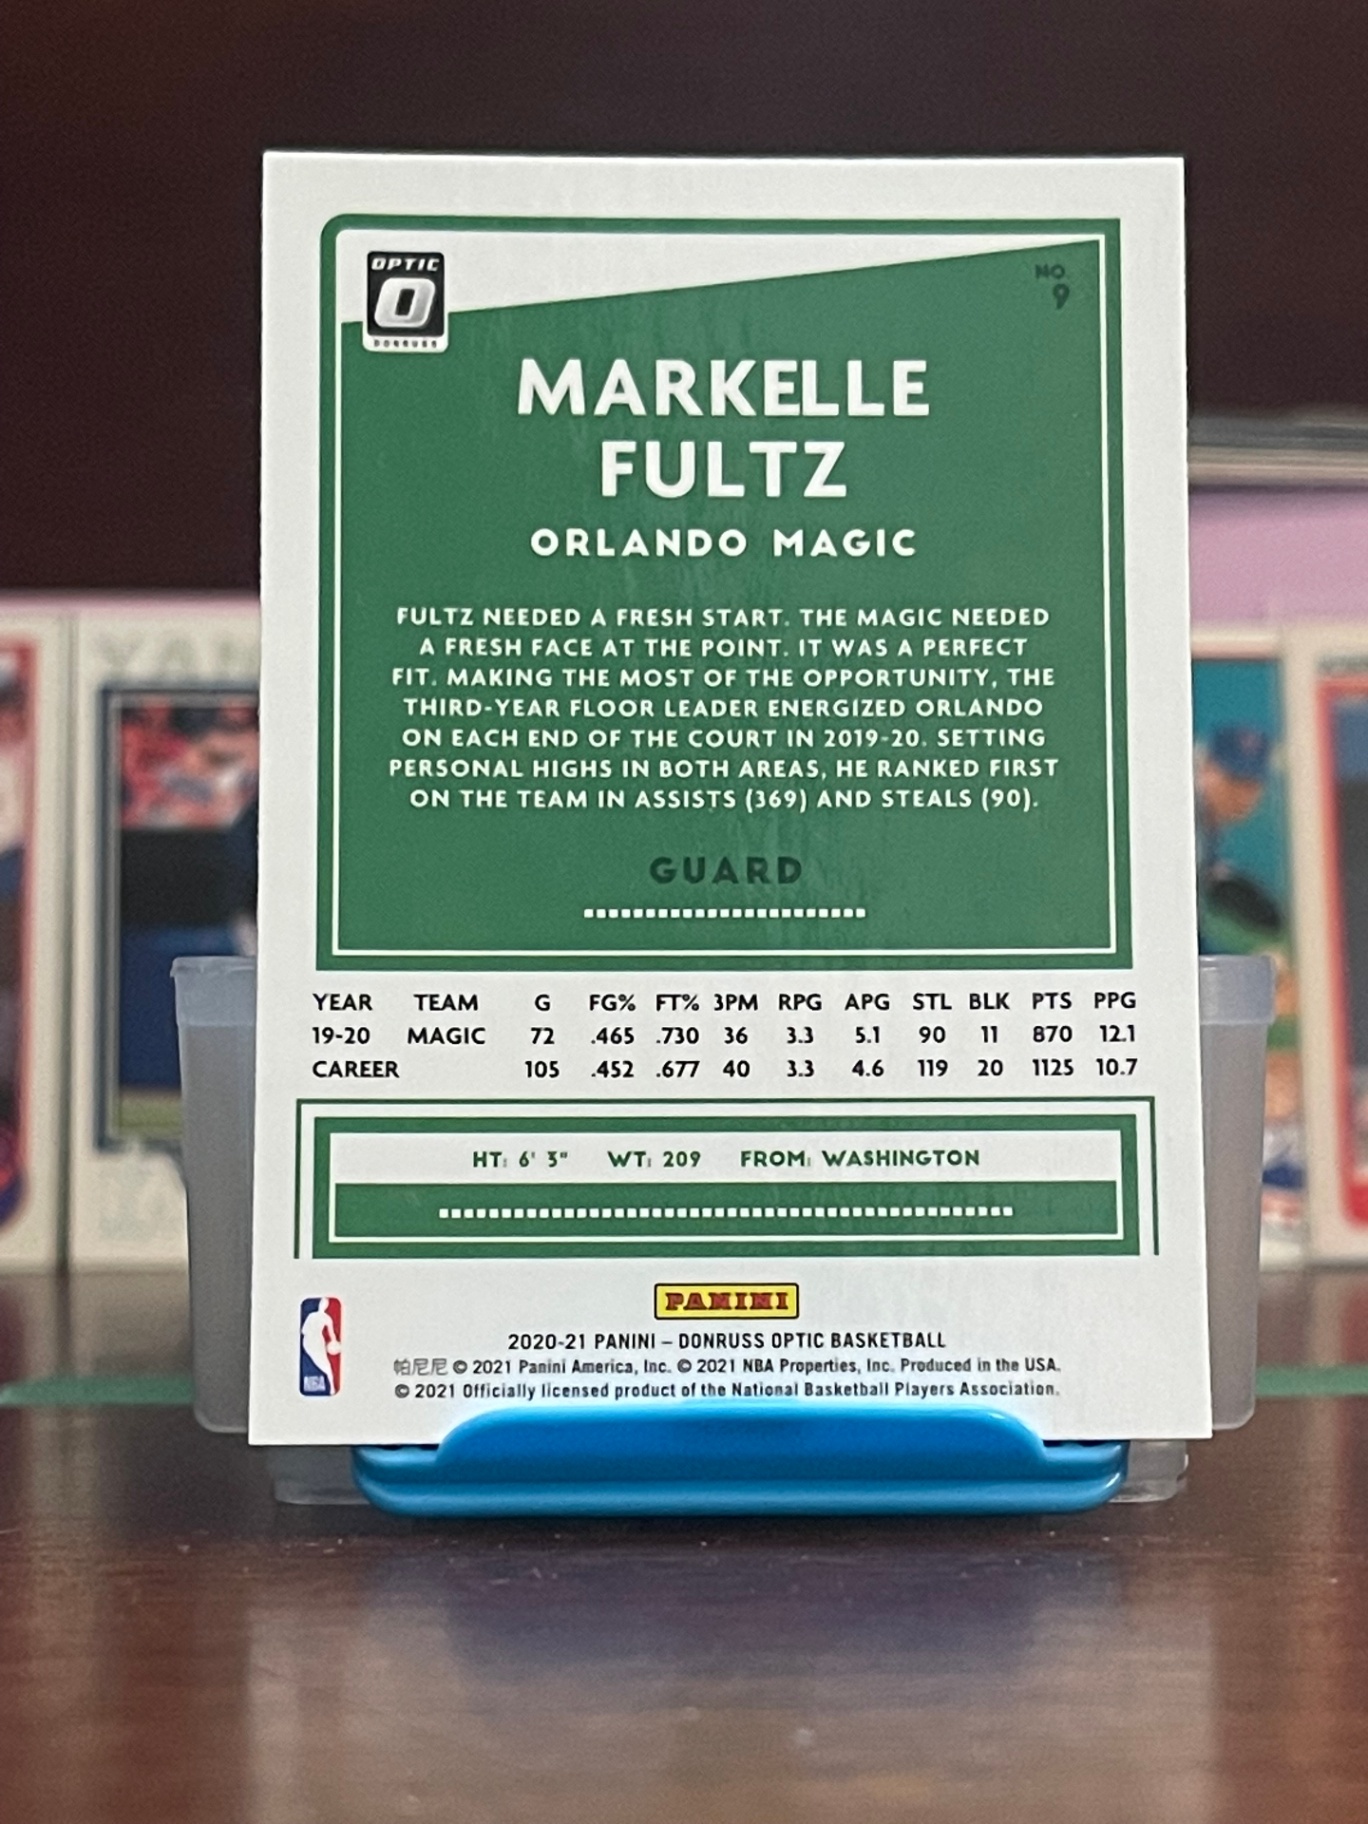 OPTIC
O
DONRUSS
NO.
9
MARKELLE
FULTZ
ORLANDO MAGIC
FULTZ NEEDED A FRESH START. THE MAGIC NEEDED
A FRESH FACE AT THE POINT. IT WAS A PERFECT
FIT. MAKING THE MOST OF THE OPPORTUNITY, THE
THIRD-YEAR FLOOR LEADER ENERGIZED ORLANDO
ON EACH END OF THE COURT IN 2019-20. SETTING
PERSONAL HIGHS IN BOTH AREAS, HE RANKED FIRST
ON THE TEAM IN ASSISTS (369) AND STEALS (90).
GUARD
YEAR TEAM G FG% FT% 3PM RPG APG STL BLK PTS PPG
19-20 MAGIC 72 .465 .730 36 3.3 5.1 90 11 870 12.1
CAREER 105 .452 .677 40 3.3 4.6 119 20 1125 10.7
HT: 6' 3" WT: 209 FROM: WASHINGTON
NBA
PANINI
2020-21 PANINI – DONRUSS OPTIC BASKETBALL
帕尼尼 © 2021 Panini America, Inc. © 2021 NBA Properties, Inc. Produced in the USA.
© 2021 Officially licensed product of the National Basketball Players Association.